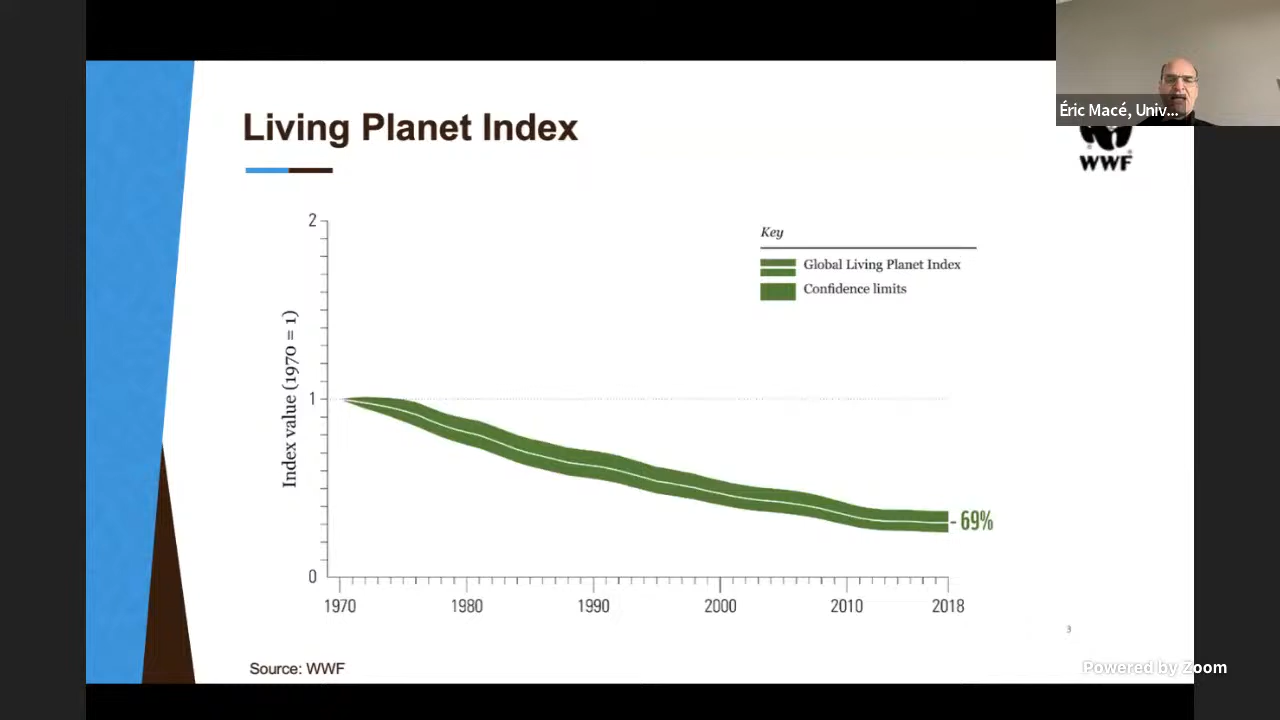 Éric Macé, Univ...
Living Planet Index
WWF
2
1
0
Index value (1970 = 1)
Key
Global Living Planet Index
Confidence limits
- 69%
1970 1980 1990 2000 2010 2018
3
Source: WWF
Powered by Zoom